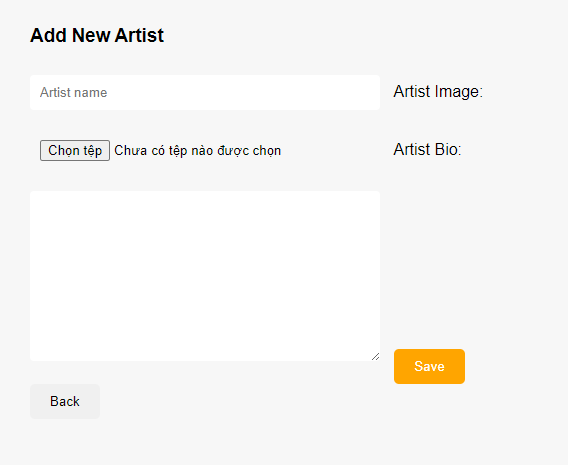 Add New Artist
Artist name
Artist Image:
Chọn tệp Chưa có tệp nào được chọn
Artist Bio:
Save
Back